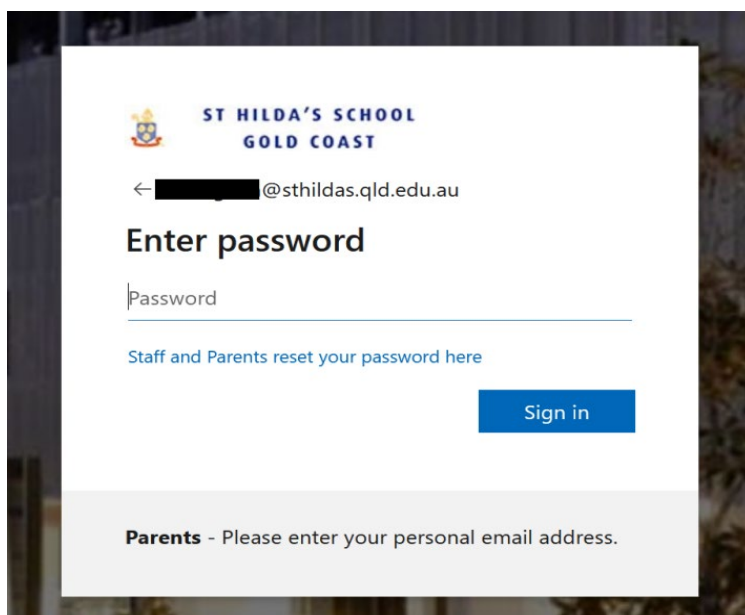 ST HILDA'S SCHOOL
GOLD COAST
@sthildas.qld.edu.au
Enter password
Password
Staff and Parents reset your password here
Sign in
Parents - Please enter your personal email address.